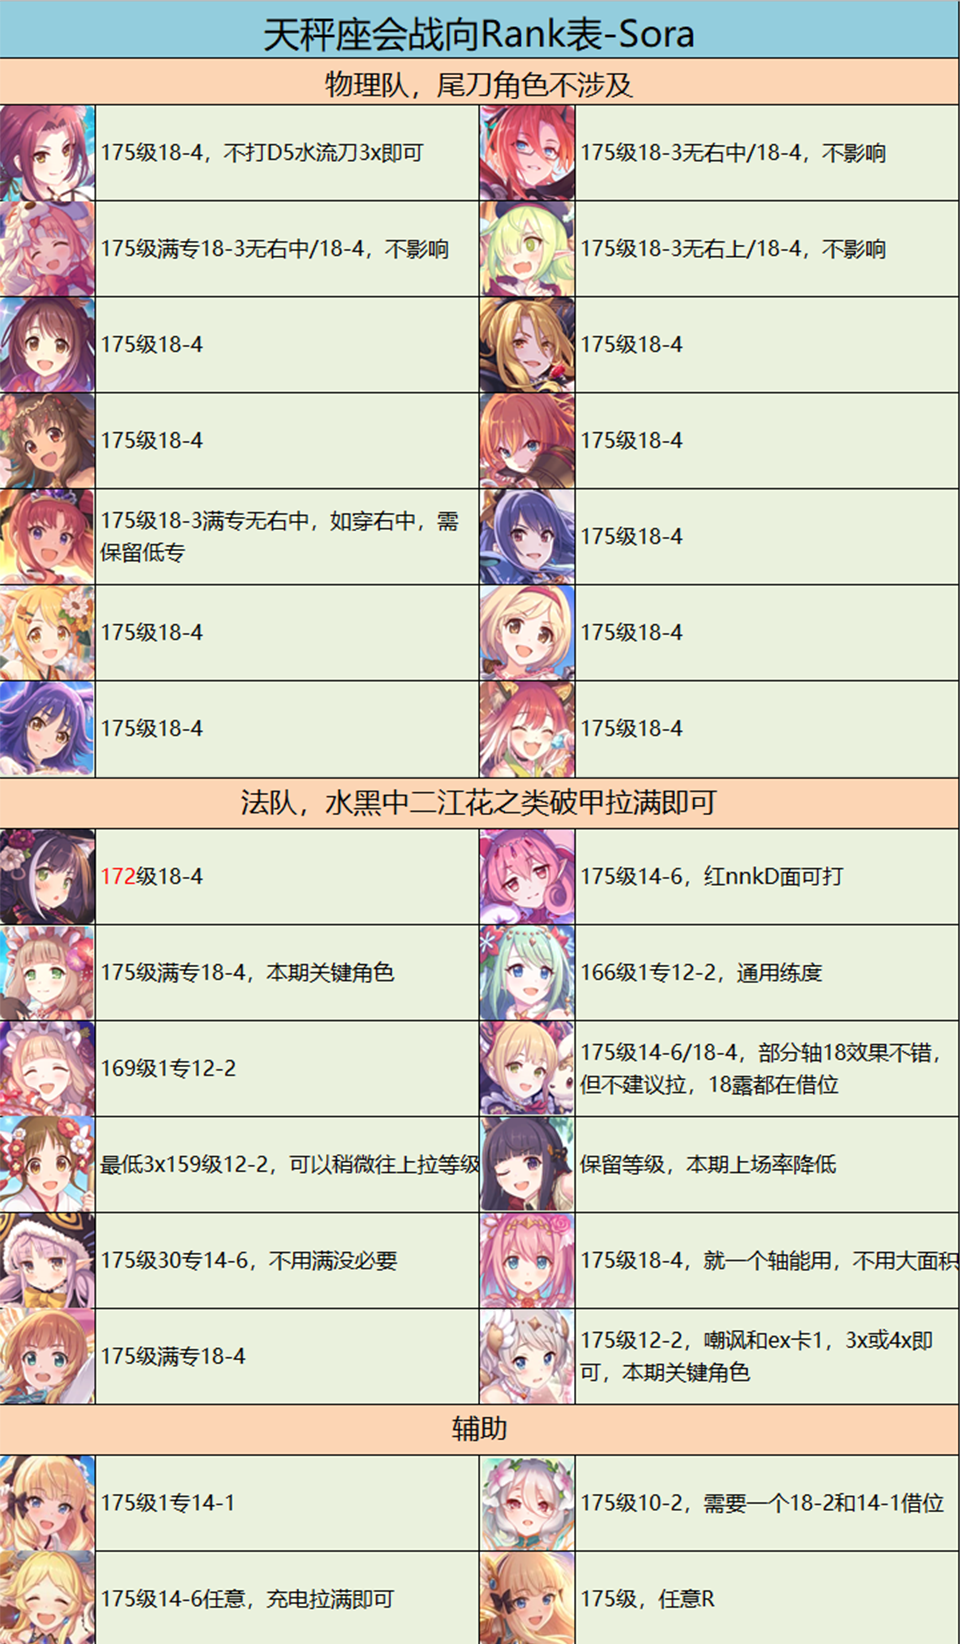 天秤座会战向Rank表-Sora
物理队，尾刀角色不涉及
175级18-4，不打D5水流刀3x即可
175级18-3无右中/18-4，不影响
175级满专18-3无右中/18-4，不影响
175级18-3无右上/18-4，不影响
175级18-4
175级18-4
175级18-4
175级18-4
175级18-3满专无右中，如穿右中，需
保留低专
175级18-4
175级18-4
175级18-4
175级18-4
175级18-4
法队，水黑中二江花之类破甲拉满即可
172级18-4
175级14-6，红nnkD面可打
175级满专18-4，本期关键角色
166级1专12-2，通用练度
169级1专12-2
175级14-6/18-4，部分轴18效果不错，
但不建议拉，18露都在借位
最低3x159级12-2，可以稍微往上拉等级
保留等级，本期上场率降低
175级30专14-6，不用满没必要
175级18-4，就一个轴能用，不用大面积
175级满专18-4
175级12-2，嘲讽和ex卡1，3x或4x即
可，本期关键角色
辅助
175级1专14-1
175级10-2，需要一个18-2和14-1借位
175级14-6任意，充电拉满即可
175级，任意R